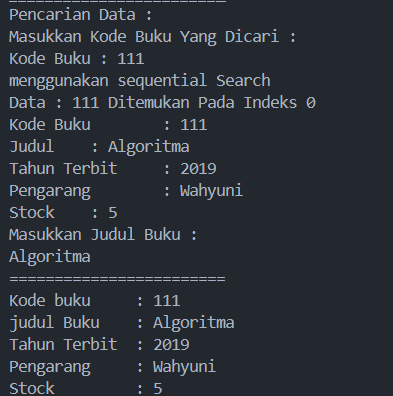 ========================
Pencarian Data :
Masukkan Kode Buku Yang Dicari :
Kode Buku : 111
menggunakan sequential Search
Data : 111 Ditemukan Pada Indeks 0
Kode Buku        : 111
Judul    : Algoritma
Tahun Terbit     : 2019
Pengarang        : Wahyuni
Stock    : 5
Masukkan Judul Buku :
Algoritma
========================
Kode buku     : 111
judul Buku    : Algoritma
Tahun Terbit  : 2019
Pengarang     : Wahyuni
Stock         : 5